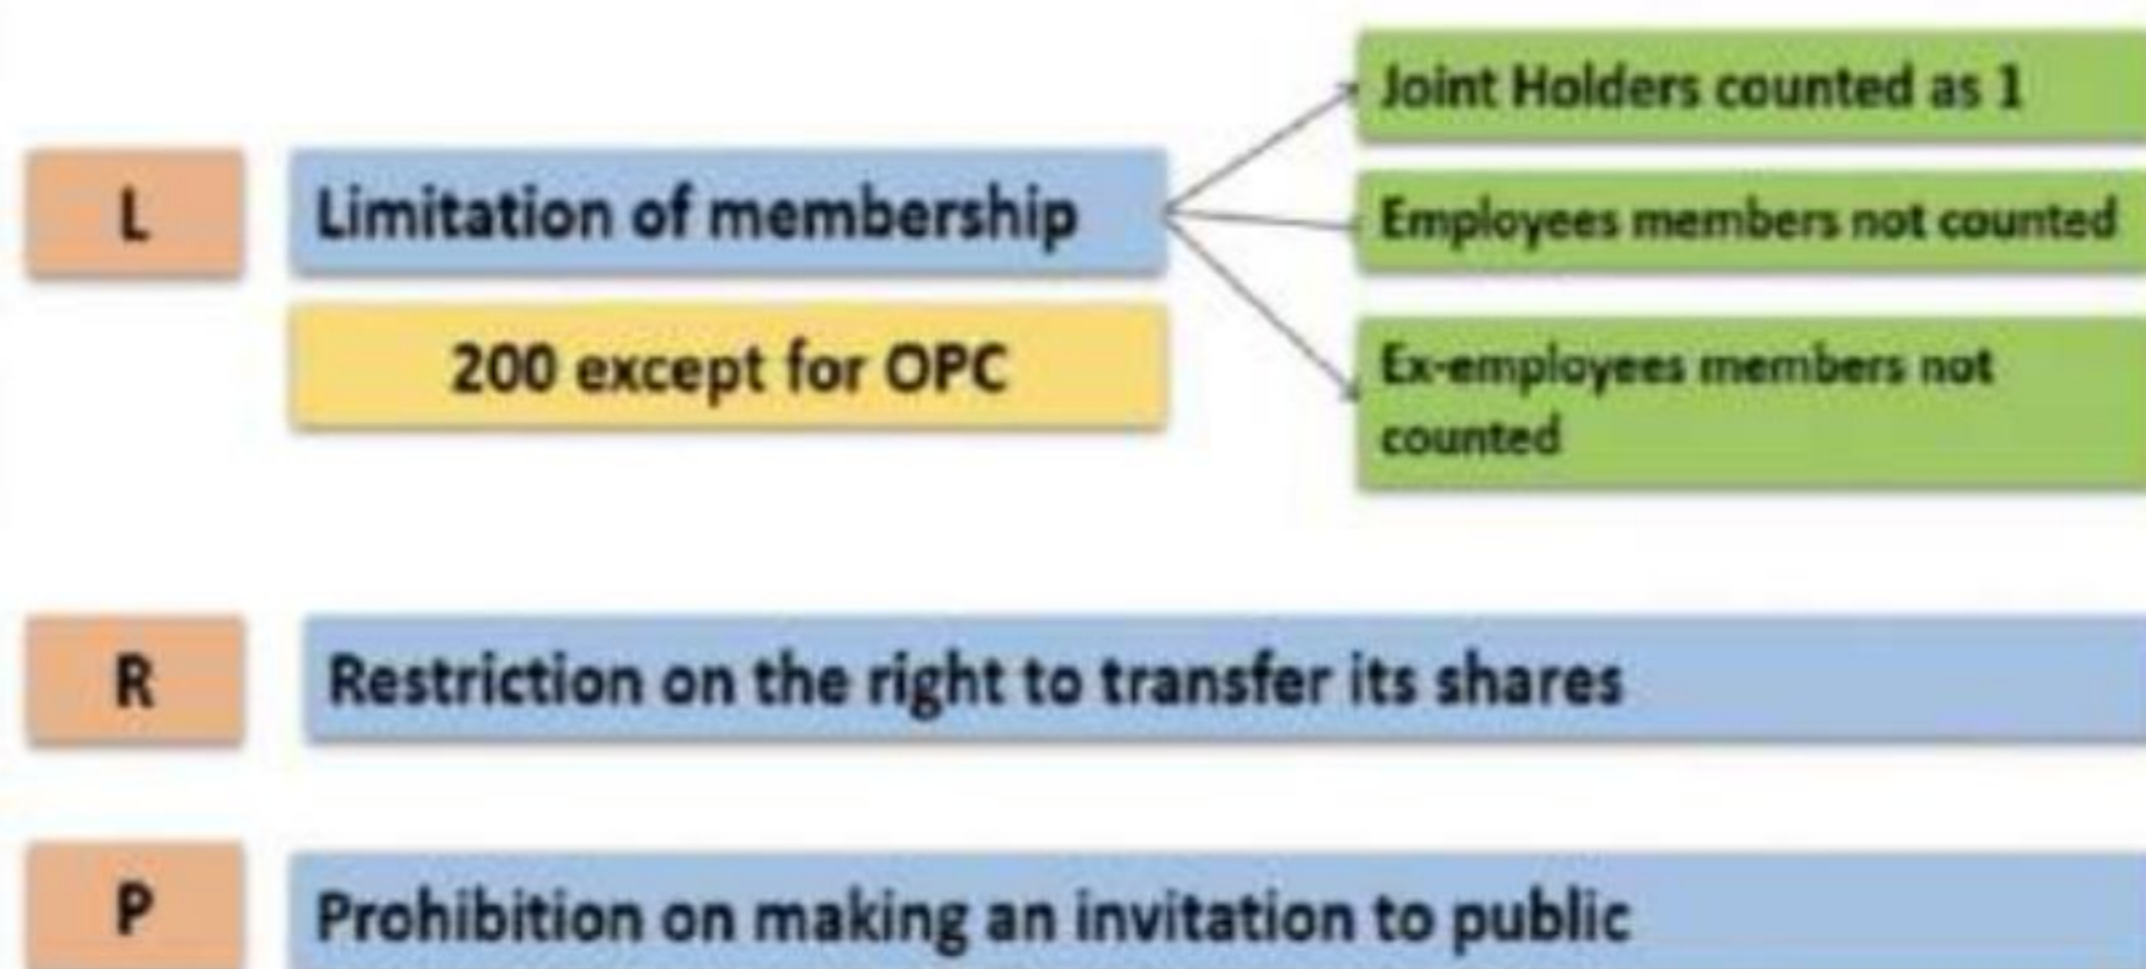 Joint Holders counted as 1
L
Limitation of membership
Employees members not counted
200 except for OPC
Ex-employees members not
counted
R
Restriction on the right to transfer its shares
P
Prohibition on making an invitation to public